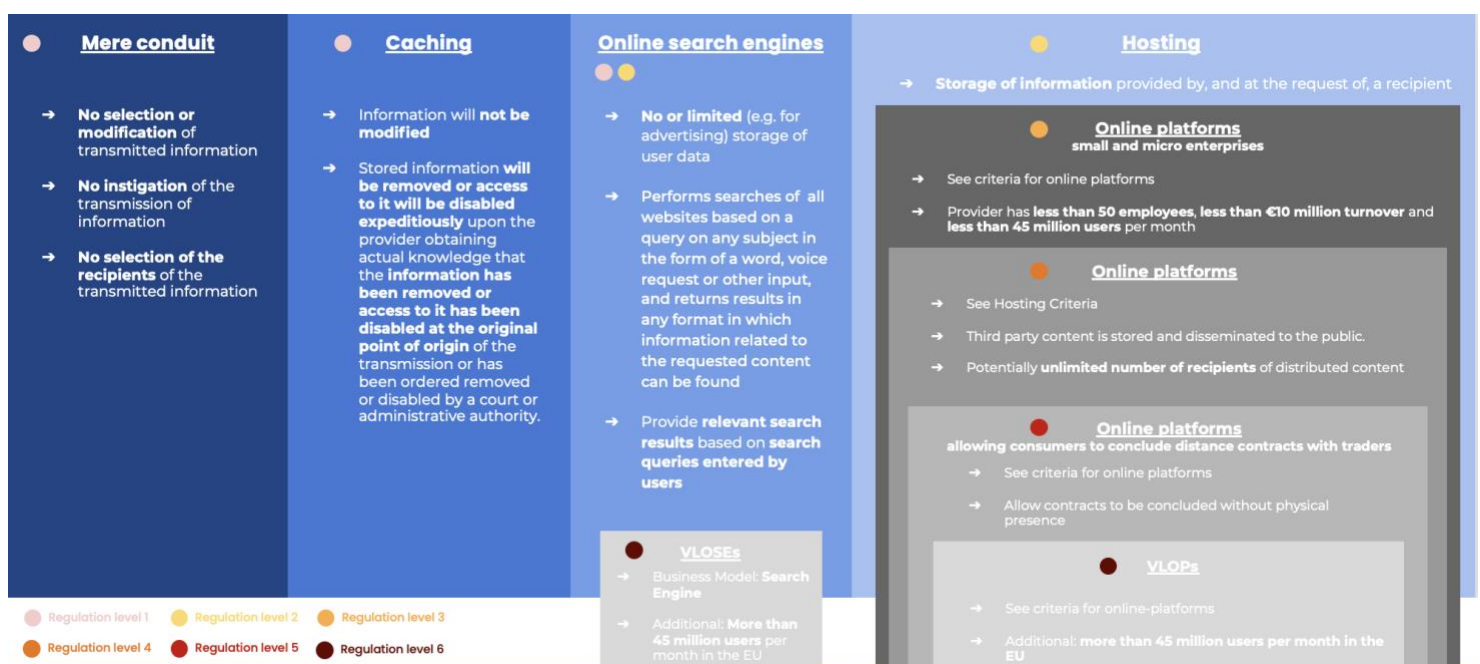 Mere conduit
➔ No selection or
modification of
transmitted information
➔ No instigation of the
transmission of
information
➔ No selection of the
recipients of the
transmitted information
Caching
➔ Information will not be
modified
➔ Stored information will
be removed or access
to it will be disabled
expeditiously upon the
provider obtaining
actual knowledge that
the information has
been removed or
access to it has been
disabled at the original
point of origin of the
transmission or has
been ordered removed
or disabled by a court or
administrative authority.
Online search engines
➔ No or limited (e.g. for
advertising) storage of
user data
➔ Performs searches of all
websites based on a
query on any subject in
the form of a word, voice
request or other input,
and returns results in
any format in which
information related to
the requested content
can be found
➔ Provide relevant search
results based on search
queries entered by
users
VLOSEs
➔ Business Model: Search
Engine
➔ Additional: More than
45 million users per
month in the EU
Hosting
➔ Storage of information provided by, and at the request of, a recipient
Online platforms
small and micro enterprises
➔ See criteria for online platforms
➔ Provider has less than 50 employees, less than €10 million turnover and
less than 45 million users per month
Online platforms
➔ See Hosting Criteria
➔ Third party content is stored and disseminated to the public.
➔ Potentially unlimited number of recipients of distributed content
Online platforms
allowing consumers to conclude distance contracts with traders
➔ See criteria for online platforms
➔ Allow contracts to be concluded without physical
presence
VLOPs
➔ See criteria for online-platforms
➔ Additional: more than 45 million users per month in the
EU
Regulation level 1
Regulation level 2
Regulation level 3
Regulation level 4
Regulation level 5
Regulation level 6